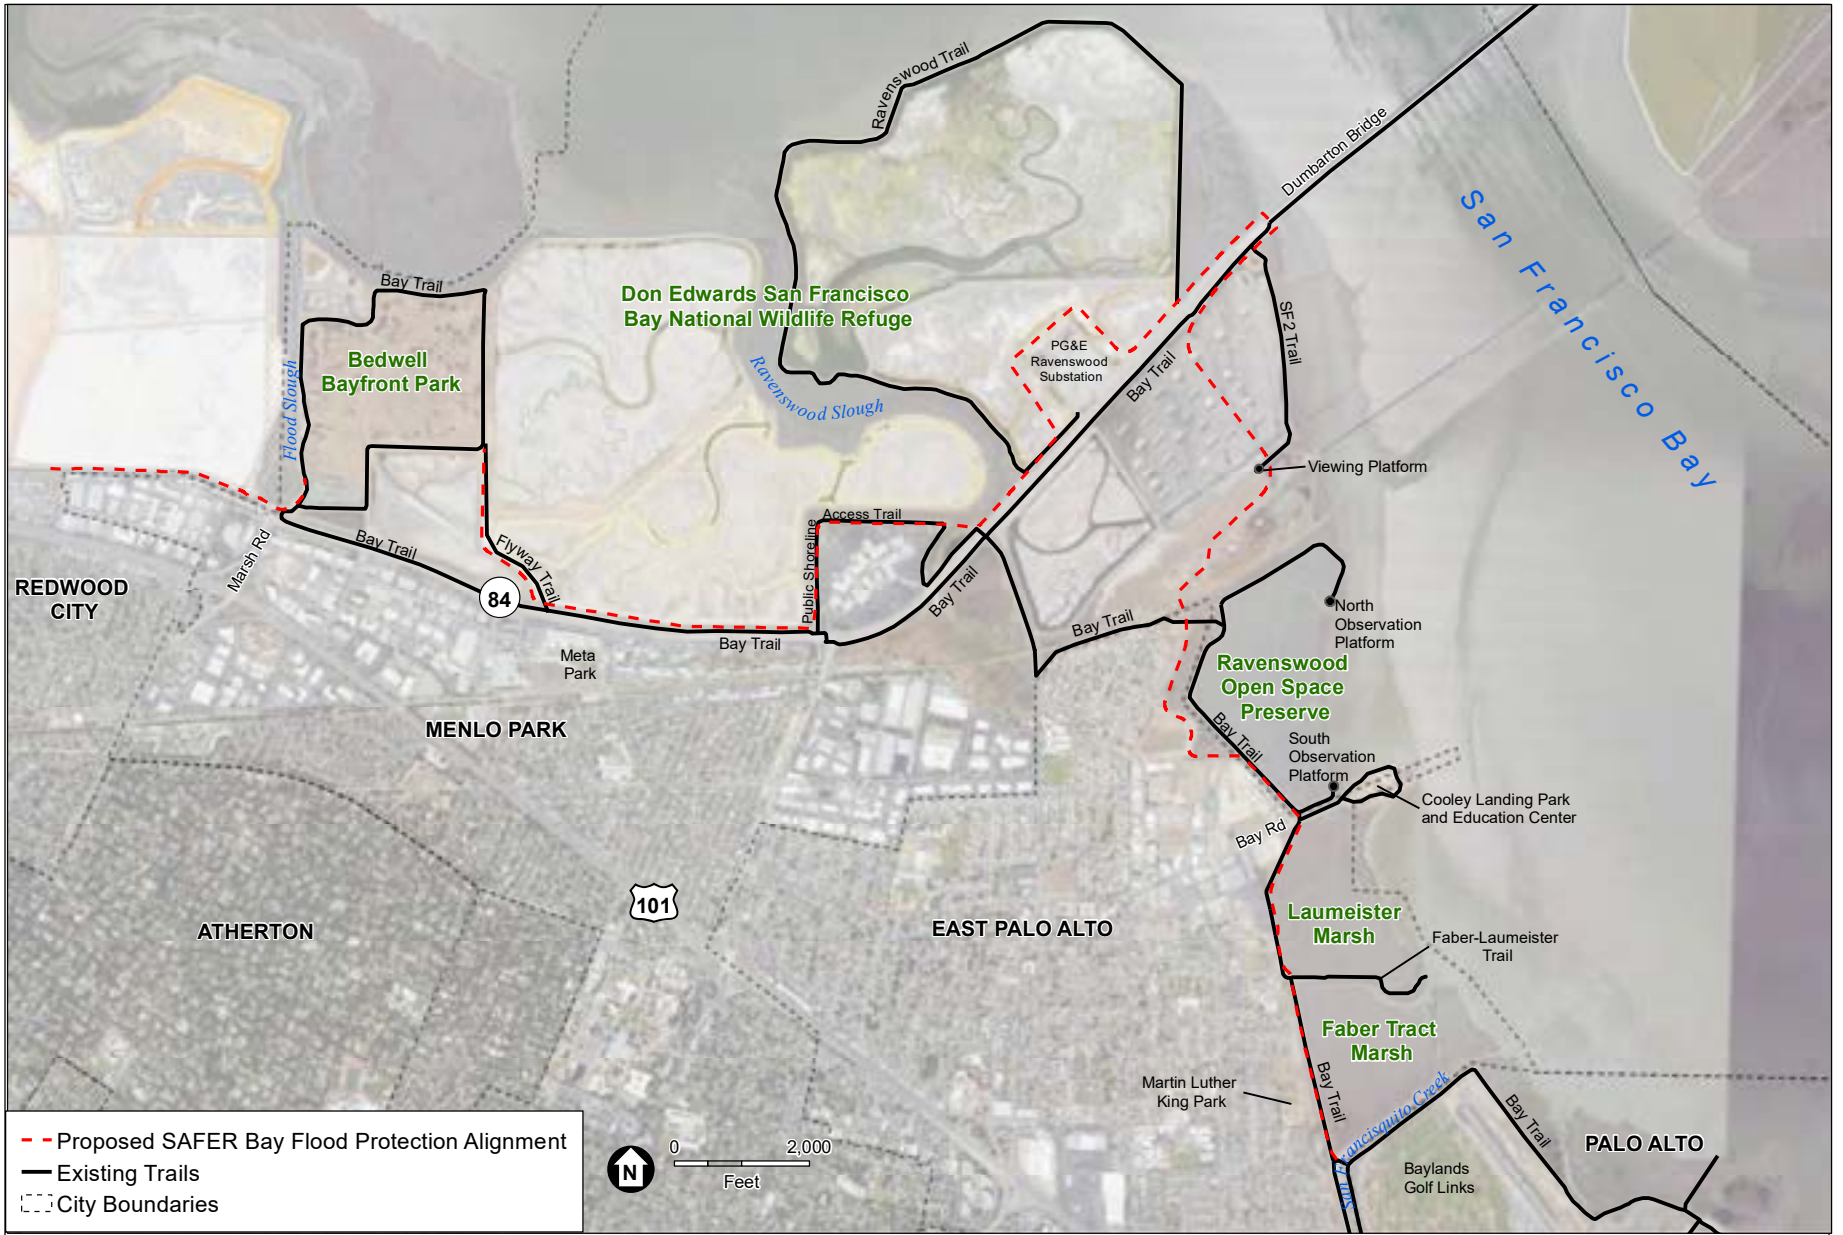 Ravenswood Trail
Dumbarton Bridge
San Francisco Bay
Bay Trail
Don Edwards San Francisco
Bay National Wildlife Refuge
SF2 Trail
PG&E
Ravenswood
Substation
Bedwell
Bayfront Park
Flood Slough
Ravenswood Slough
Bay Trail
Viewing Platform
Access Trail
Public Shoreline
Marsh Rd
Bay Trail
Flyway Trail
84
REDWOOD
CITY
Bay Trail
Bay Trail
Bay Trail
North
Observation
Platform
Meta
Park
Ravenswood
Open Space
Preserve
MENLO PARK
Bay Trail
South
Observation
Platform
Cooley Landing Park
and Education Center
Bay Rd
101
ATHERTON
EAST PALO ALTO
Laumeister
Marsh
Faber-Laumeister
Trail
Faber Tract
Marsh
Martin Luther
King Park
Bay Trail
San Francisquito Creek
Bay Trail
PALO ALTO
Baylands
Golf Links
Proposed SAFER Bay Flood Protection Alignment
Existing Trails
City Boundaries
N
0 2,000
Feet